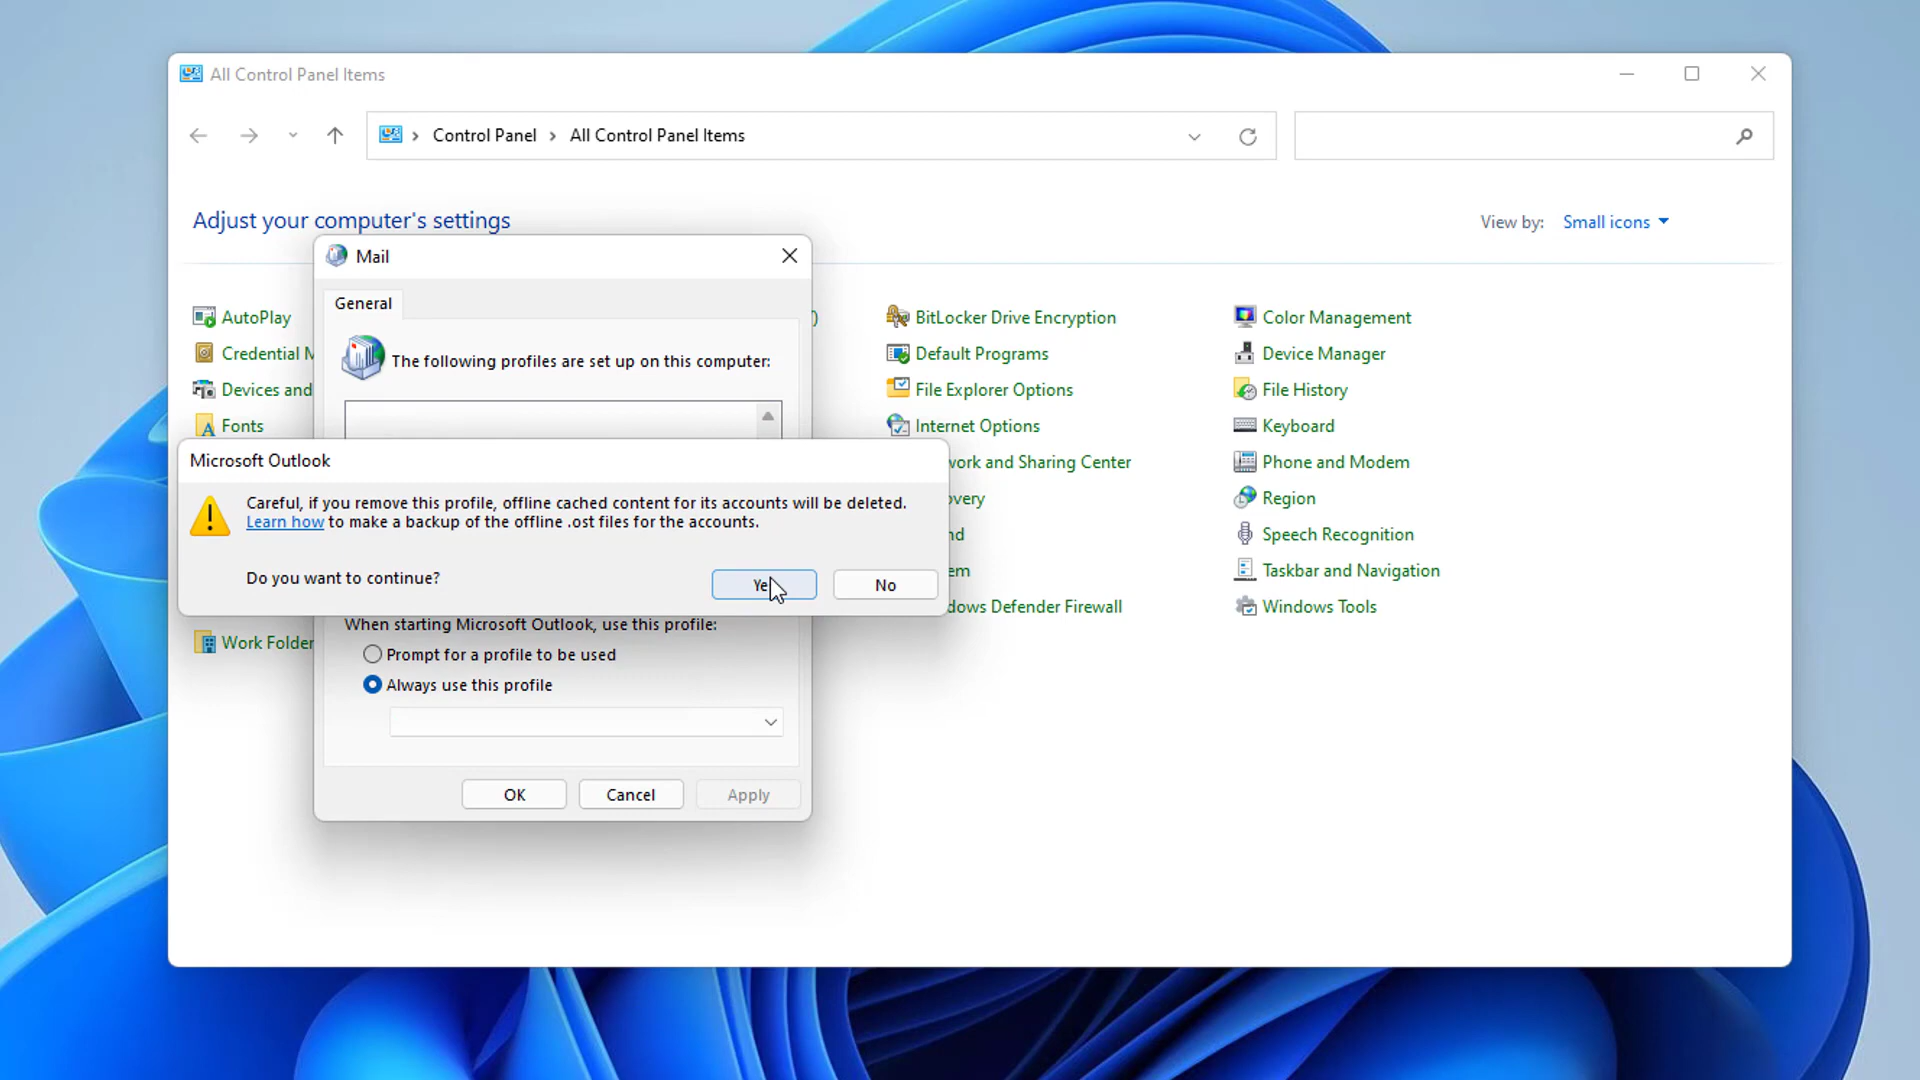 All Control Panel Items
Control Panel
All Control Panel Items
Adjust your computer's settings
View by: Small icons
Mail
General
The following profiles are set up on this computer:
AutoPlay
Credential
Devices and
Fonts
Work Folder
BitLocker Drive Encryption
Default Programs
File Explorer Options
Internet Options
work and Sharing Center
overy
nd
em
dows Defender Firewall
Color Management
Device Manager
File History
Keyboard
Phone and Modem
Region
Speech Recognition
Taskbar and Navigation
Windows Tools
Microsoft Outlook
Careful, if you remove this profile, offline cached content for its accounts will be deleted.
Learn how to make a backup of the offline .ost files for the accounts.
Do you want to continue?
Ye
No
When starting Microsoft Outlook, use this profile:
Prompt for a profile to be used
Always use this profile
OK
Cancel
Apply